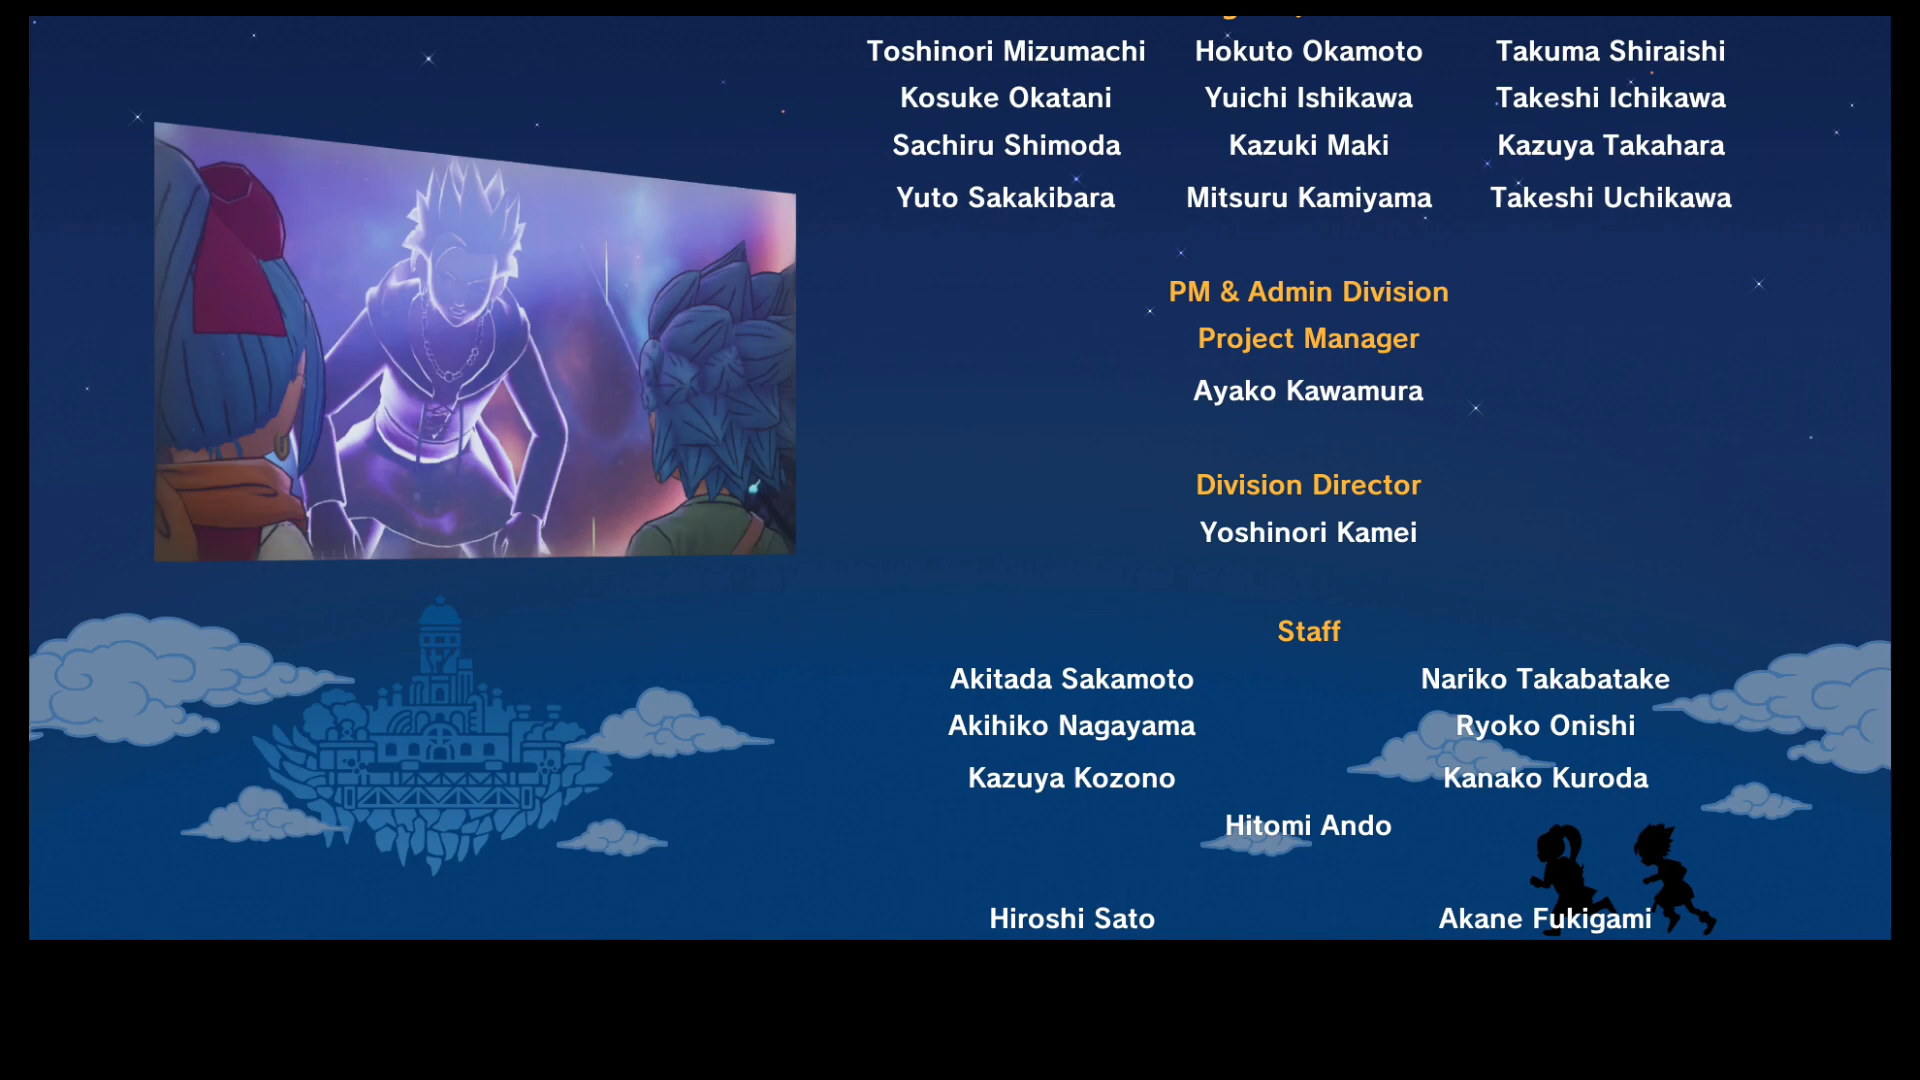 Toshinori Mizumachi Hokuto Okamoto Takuma Shiraishi
Kosuke Okatani Yuichi Ishikawa Takeshi Ichikawa
Sachiru Shimoda Kazuki Maki Kazuya Takahara
Yuto Sakakibara Mitsuru Kamiyama Takeshi Uchikawa
PM & Admin Division
Project Manager
Ayako Kawamura
Division Director
Yoshinori Kamei
Staff
Akitada Sakamoto Nariko Takabatake
Akihiko Nagayama Ryoko Onishi
Kazuya Kozono Kanako Kuroda
Hitomi Ando
Hiroshi Sato Akane Fukigami